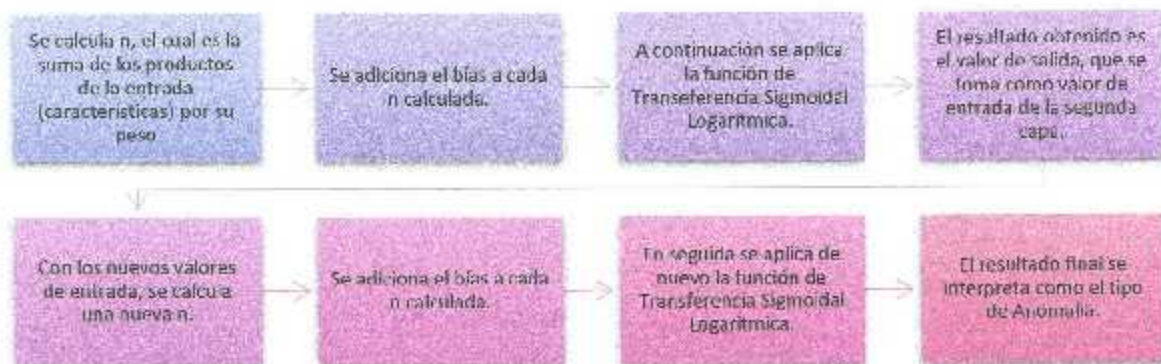 Se calcula n, el cual es la
suma de los productos
de la entrada
(características) por su
peso
Se adiciona el bias a cada
n calculada.
A continuación se aplica
la función de
Transeferencia Sigmoidal
Logarítmica.
El resultado obtenido es
el valor de salida, que se
toma como valor de
entrada de la segunda
capa.
Con los nuevos valores
de entrada, se calcula
una nueva n.
Se adiciona el bias a cada
n calculada.
En seguida se aplica de
nuevo la función de
Transferencia Sigmoidal
Logarítmica.
El resultado final se
interpreta como el tipo
de Anomalía.